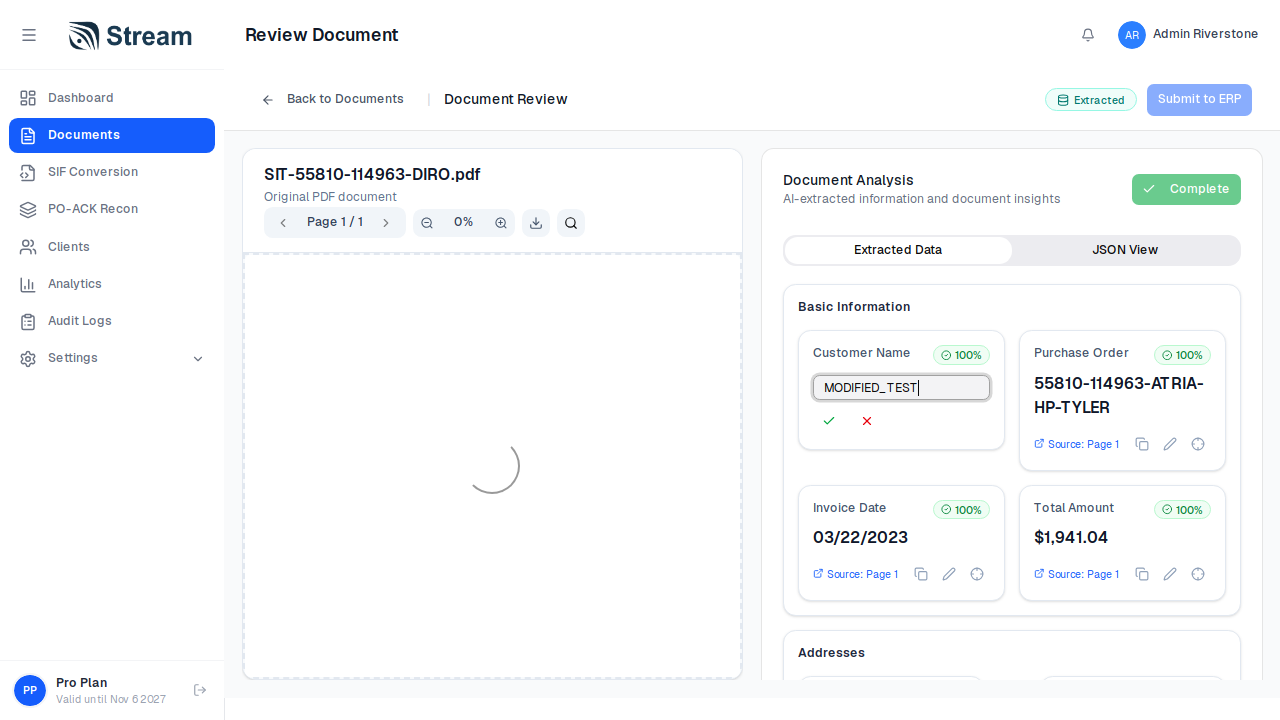 Stream
Review Document
AR
Admin Riverstone
Dashboard
Documents
SIF Conversion
PO-ACK Recon
Clients
Analytics
Audit Logs
Settings
PP
Pro Plan
Valid until Nov 6 2027
Back to Documents
Document Review
Extracted
Submit to ERP
SIT-55810-114963-DIRO.pdf
Original PDF document
Page 1 / 1
0%
Document Analysis
AI-extracted information and document insights
Complete
Extracted Data
JSON View
Basic Information
Customer Name
100%
MODIFIED_TEST
Purchase Order
100%
55810-114963-ATRIA-
HP-TYLER
Source: Page 1
Invoice Date
100%
03/22/2023
Source: Page 1
Total Amount
100%
$1,941.04
Source: Page 1
Addresses